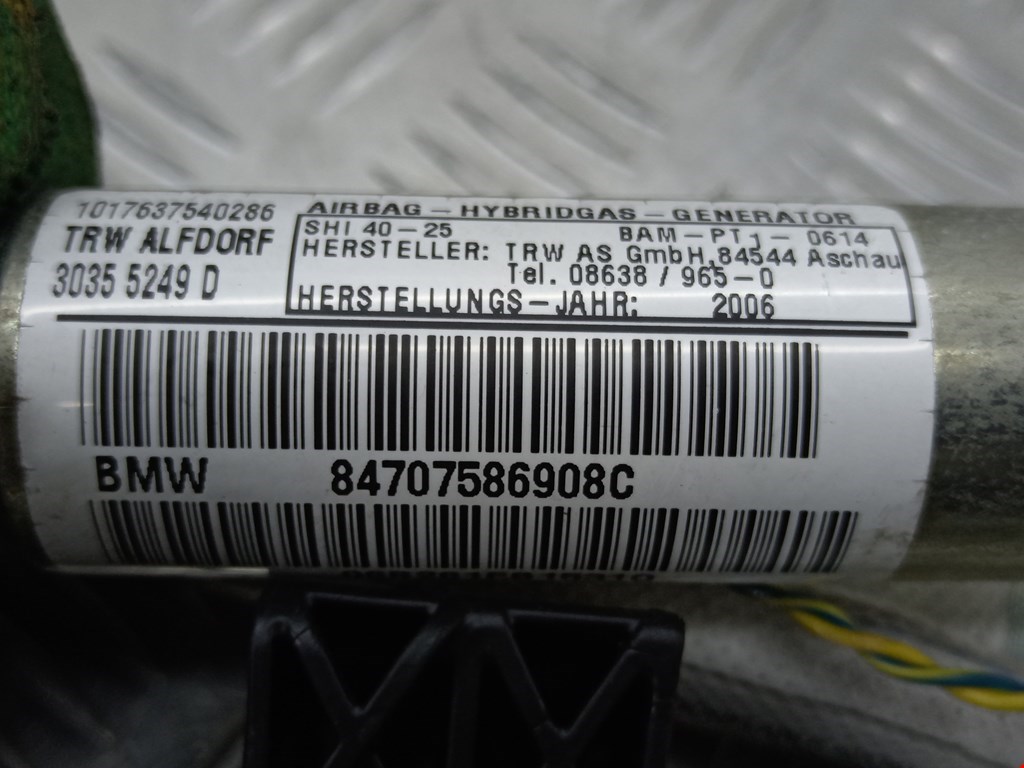 1017637540286
TRW ALFDORF
3035 5249 D
AIRBAG-HYBRIDGAS-GENERATOR
SHI 40-25 BAM-PT1-0614
HERSTELLER: TRW AS GmbH, 84544 Aschau
Tel. 08638 / 965-0
HERSTELLUNGS-JAHR: 2006
BMW 84707586908C